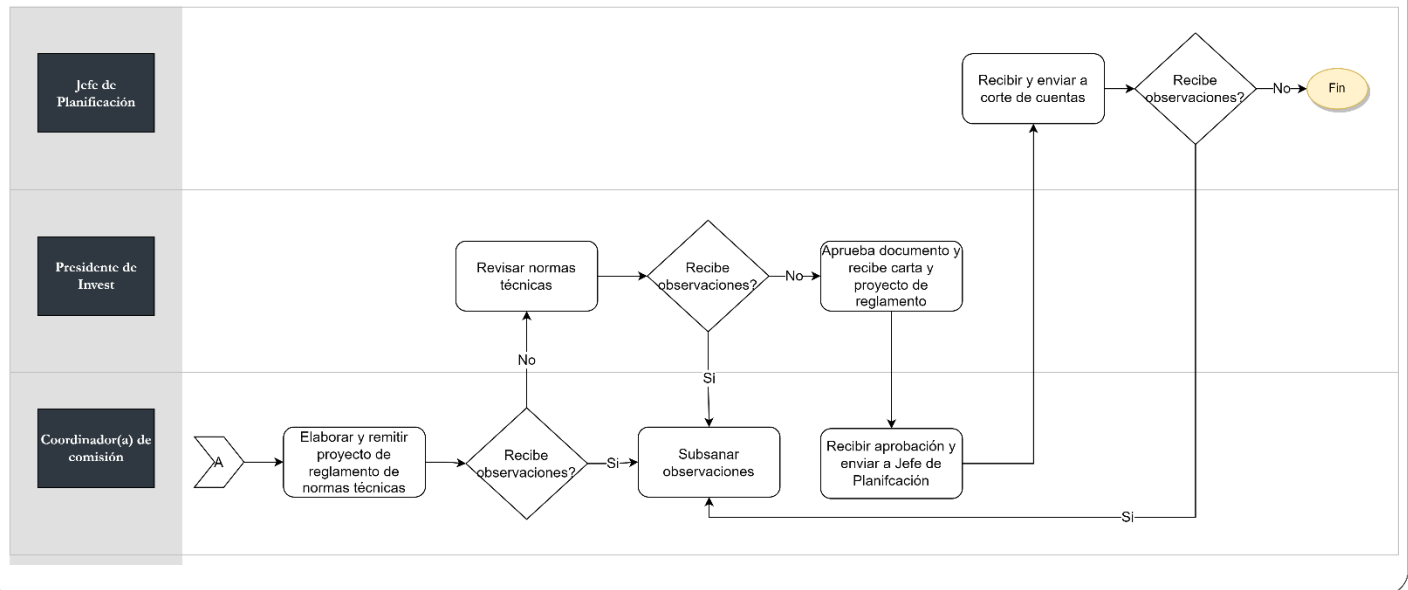 Jefe de
Planificación
Recibir y enviar a
corte de cuentas
Recibe
observaciones?
No
Fin
Presidente de
Invest
Revisar normas
técnicas
Recibe
observaciones?
No
Aprueba documento y
recibe carta y
proyecto de
reglamento
No
Si
Coordinador(a) de
comisión
A
Elaborar y remitir
proyecto de
reglamento de
normas técnicas
Recibe
observaciones?
Si
Subsanar
observaciones
Recibir aprobación y
enviar a Jefe de
Planifcación
Si